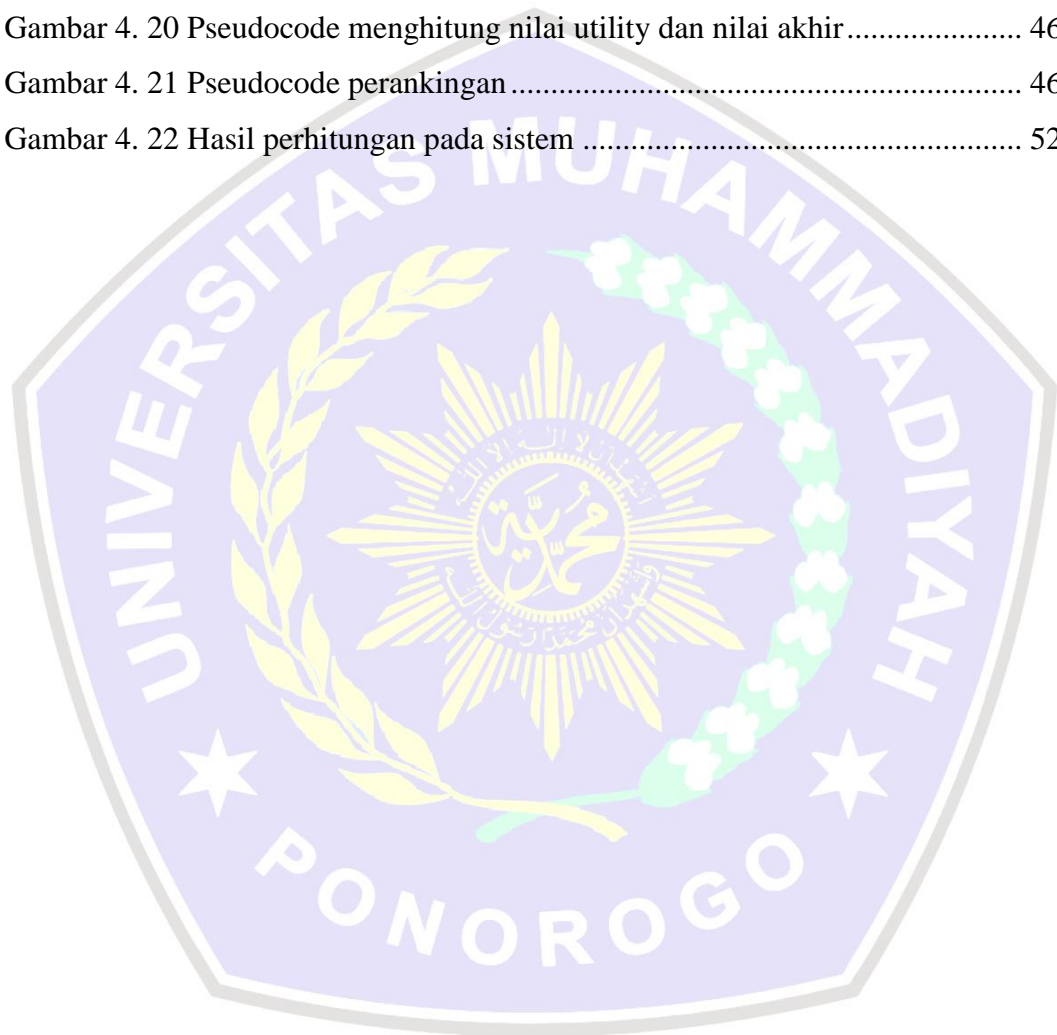 Gambar 4. 20 Pseudocode menghitung nilai utility dan nilai akhir...................... 46
Gambar 4. 21 Pseudocode perankingan................................................................ 46
Gambar 4. 22 Hasil perhitungan pada sistem ....................................................... 52
UNIVERSITAS MUHAMMADIYAH
PONOROGO